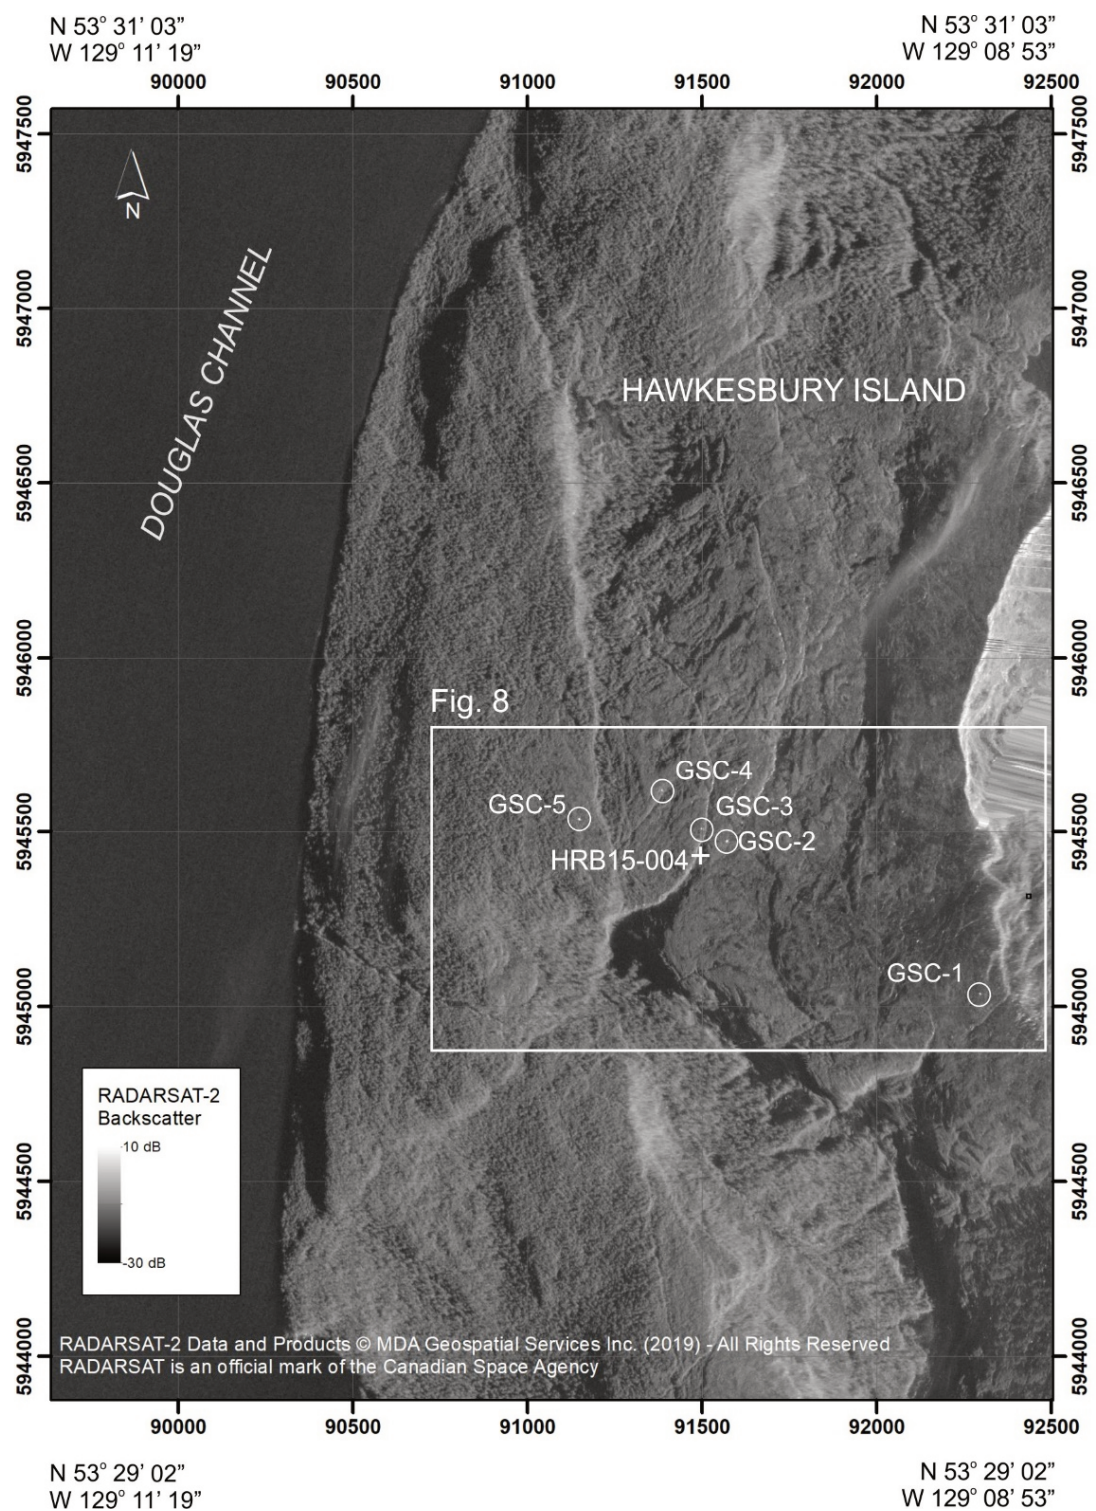 N 53° 31’ 03”
W 129° 11’ 19”
N 53° 31’ 03”
W 129° 08’ 53”
90000 90500 91000 91500 92000 92500
5947500
5947000
5946500
5946000
5945500
5945000
5944500
5944000
5947500
5947000
5946500
5946000
5945500
5945000
5944500
5944000
N
DOUGLAS CHANNEL
HAWKESBURY ISLAND
Fig. 8
GSC-4
GSC-5
GSC-3
GSC-2
HRB15-004
GSC-1
RADARSAT-2
Backscatter
10 dB
-30 dB
RADARSAT-2 Data and Products © MDA Geospatial Services Inc. (2019) - All Rights Reserved
RADARSAT is an official mark of the Canadian Space Agency
90000 90500 91000 91500 92000 92500
N 53° 29’ 02”
W 129° 11’ 19”
N 53° 29’ 02”
W 129° 08’ 53”